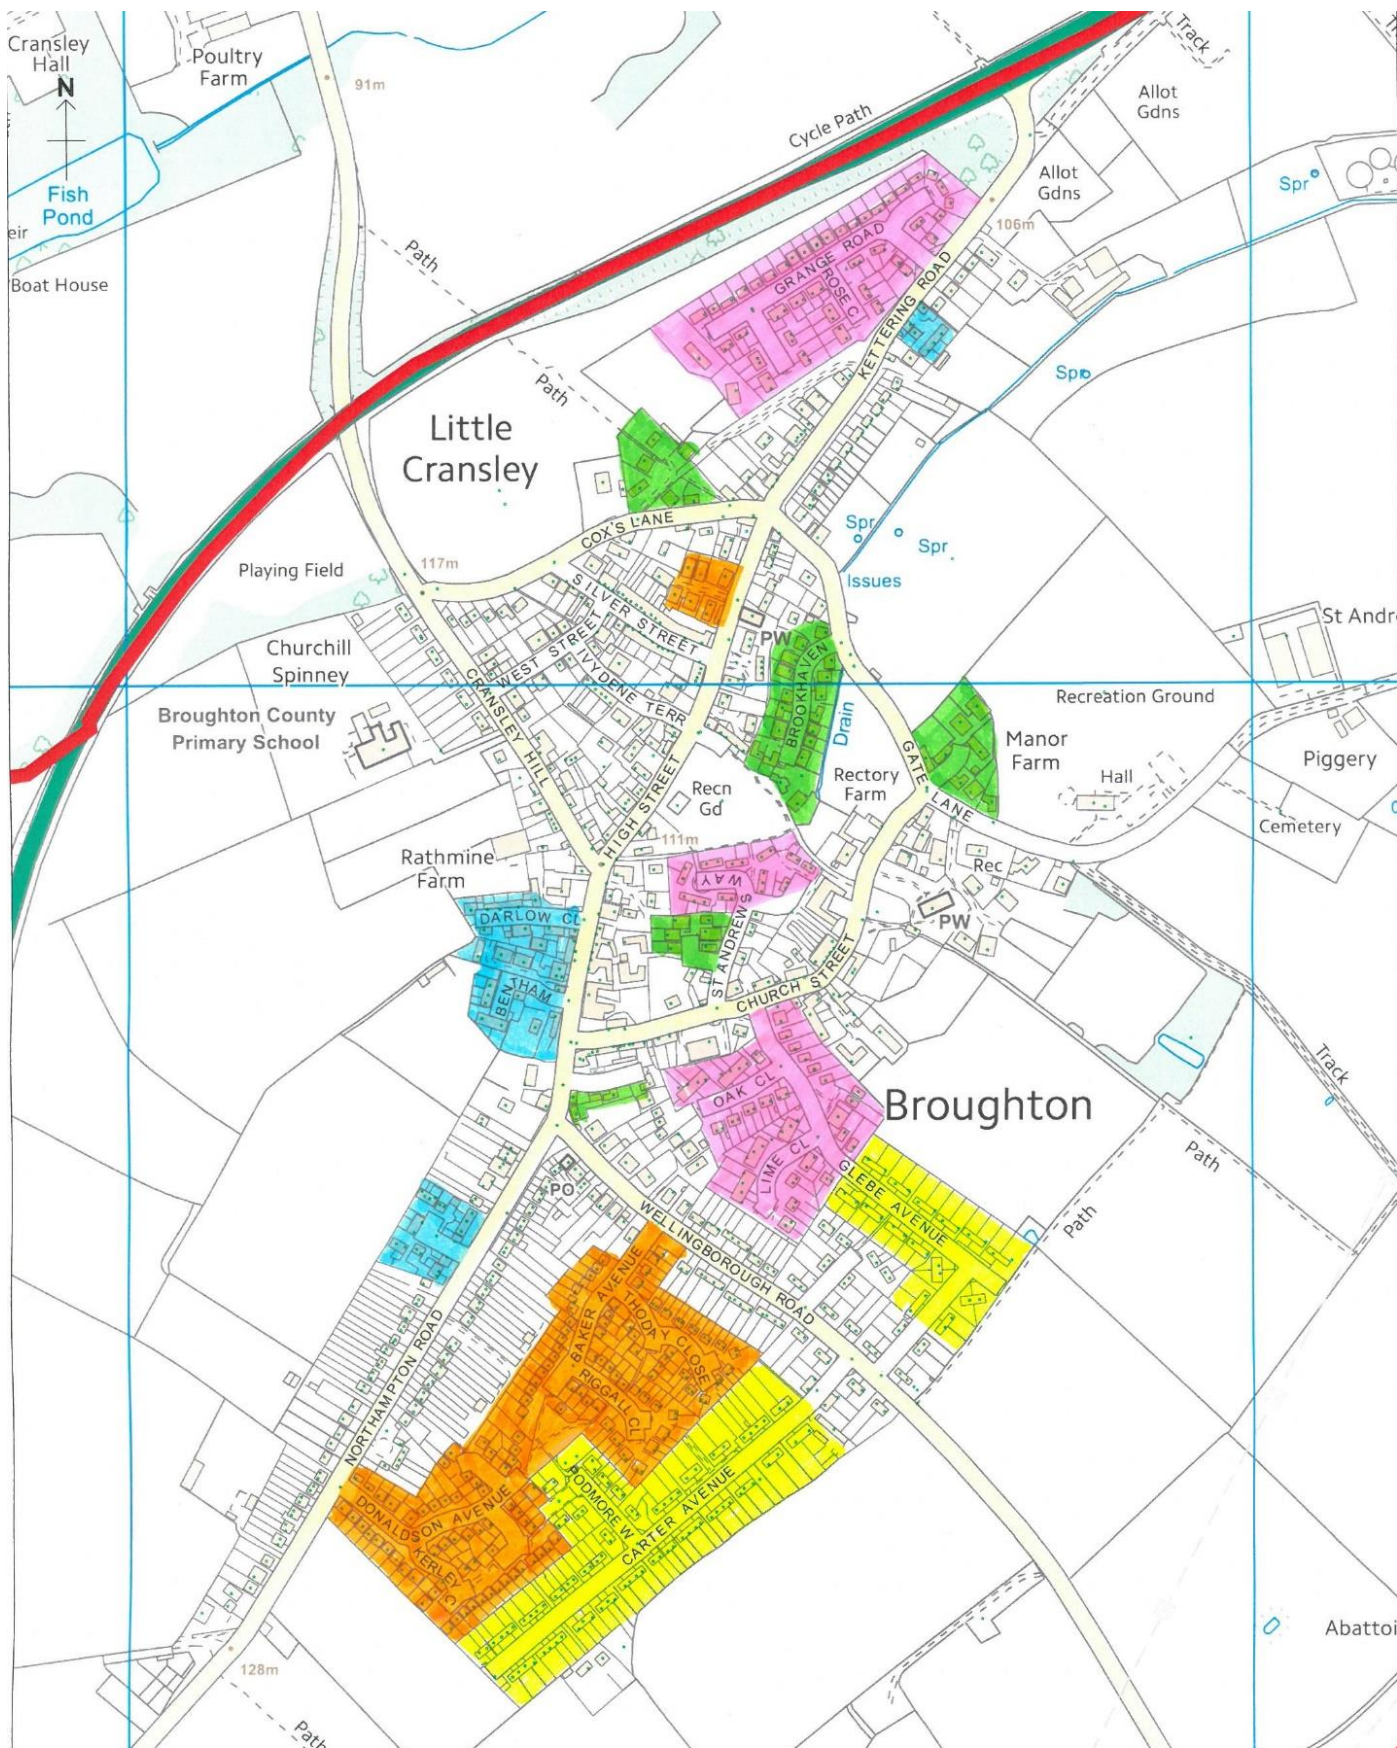 Cransley
Hall
N
Poultry
Farm
91m
Track
Allot
Gdns
Cycle Path
Fish
Pond
eir
Boat House
Allot
Gdns
Spr
106m
Path
GRANGE ROAD
ROSE CL
KETTERING ROAD
Path
Spr
Little
Cransley
COX'S LANE
Spr
Spr
Issues
117m
Playing Field
SILVER STREET
WEST STREET
IVYDENE TERR
PW
BROOKHAVEN
Drain
St Andre
Churchill
Spinney
CRANSLEY HILL
Recreation Ground
Broughton County
Primary School
HIGH STREET
Recn
Gd
Rectory
Farm
GATE LANE
Manor
Farm
Hall
Piggery
Cemetery
111m
Rathmine
Farm
Rec
ST ANDREWS WAY
PW
DARLOW CL
BENTHAM
CHURCH STREET
Track
OAK CL
Broughton
LIME CL
GLEBE AVENUE
Path
Path
PO
WELLINGBOROUGH ROAD
NORTHAMPTON ROAD
BAKER AVENUE
THODAY CLOSE
RIGGALL CL
PODMORE W
CARTER AVENUE
DONALDSON AVENUE
KERLEY C
128m
Path
Abattoi